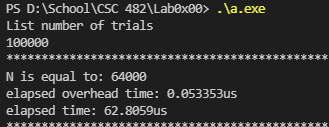 PS D:\School\CSC 482\Lab0x00> .\a.exe
List number of trials
100000
************************************************
N is equal to: 64000
elapsed overhead time: 0.053353us
elapsed time: 62.8059us
************************************************